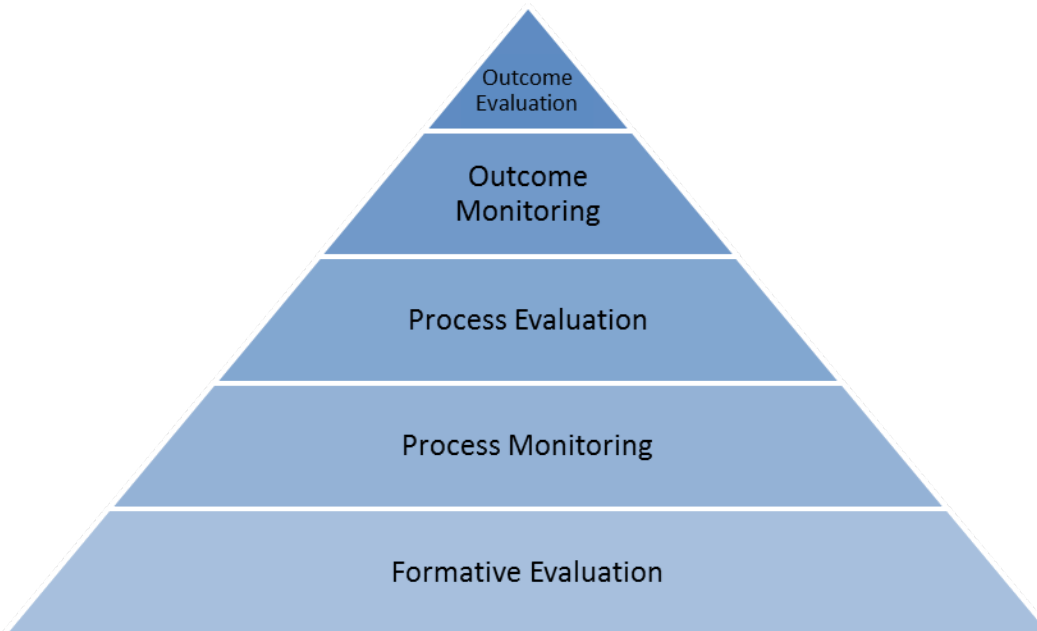 Outcome
Evaluation
Outcome
Monitoring
Process Evaluation
Process Monitoring
Formative Evaluation